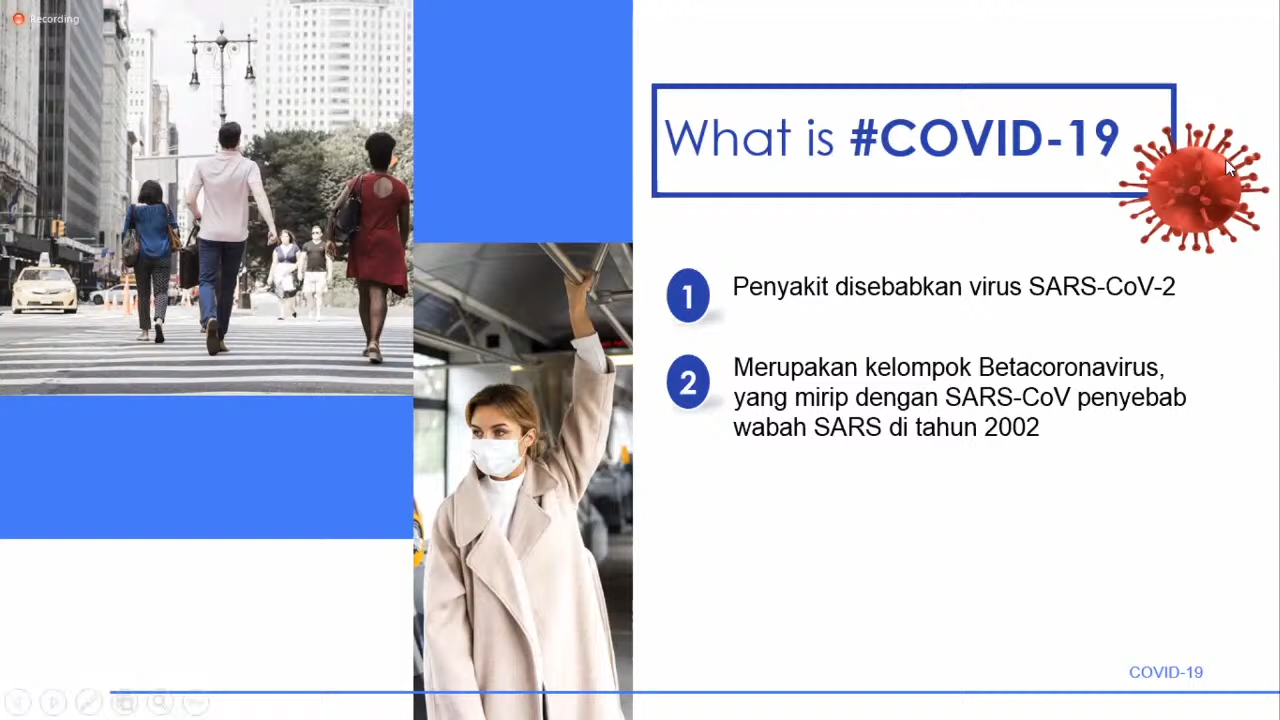 Recording
What is #COVID-19
1
Penyakit disebabkan virus SARS-CoV-2
2
Merupakan kelompok Betacoronavirus,
yang mirip dengan SARS-CoV penyebab
wabah SARS di tahun 2002
COVID-19